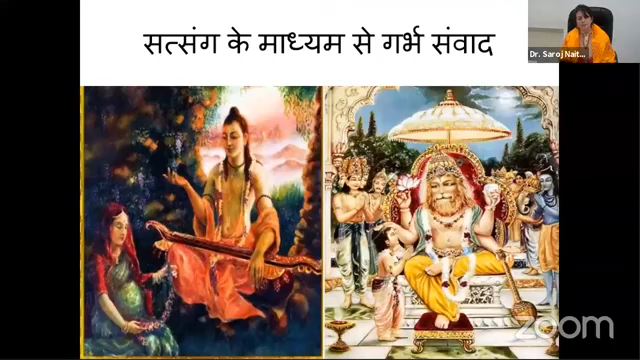 सत्संग के माध्यम से गर्भ संवाद
Dr. Saroj Nait...
zoom